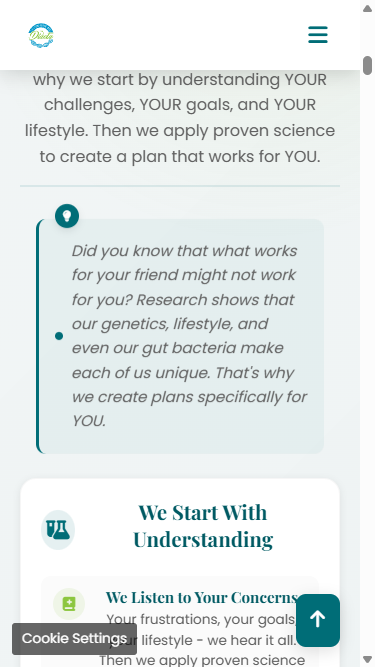 why we start by understanding YOUR
challenges, YOUR goals, and YOUR
lifestyle. Then we apply proven science
to create a plan that works for YOU.
Did you know that what works
for your friend might not work
for you? Research shows that
our genetics, lifestyle, and
even our gut bacteria make
each of us unique. That's why
we create plans specifically for
YOU.
We Start With
Understanding
We Listen to Your Concerns
Your frustrations, your goals,
your lifestyle - we hear it all.
Then we apply proven science
Cookie Settings